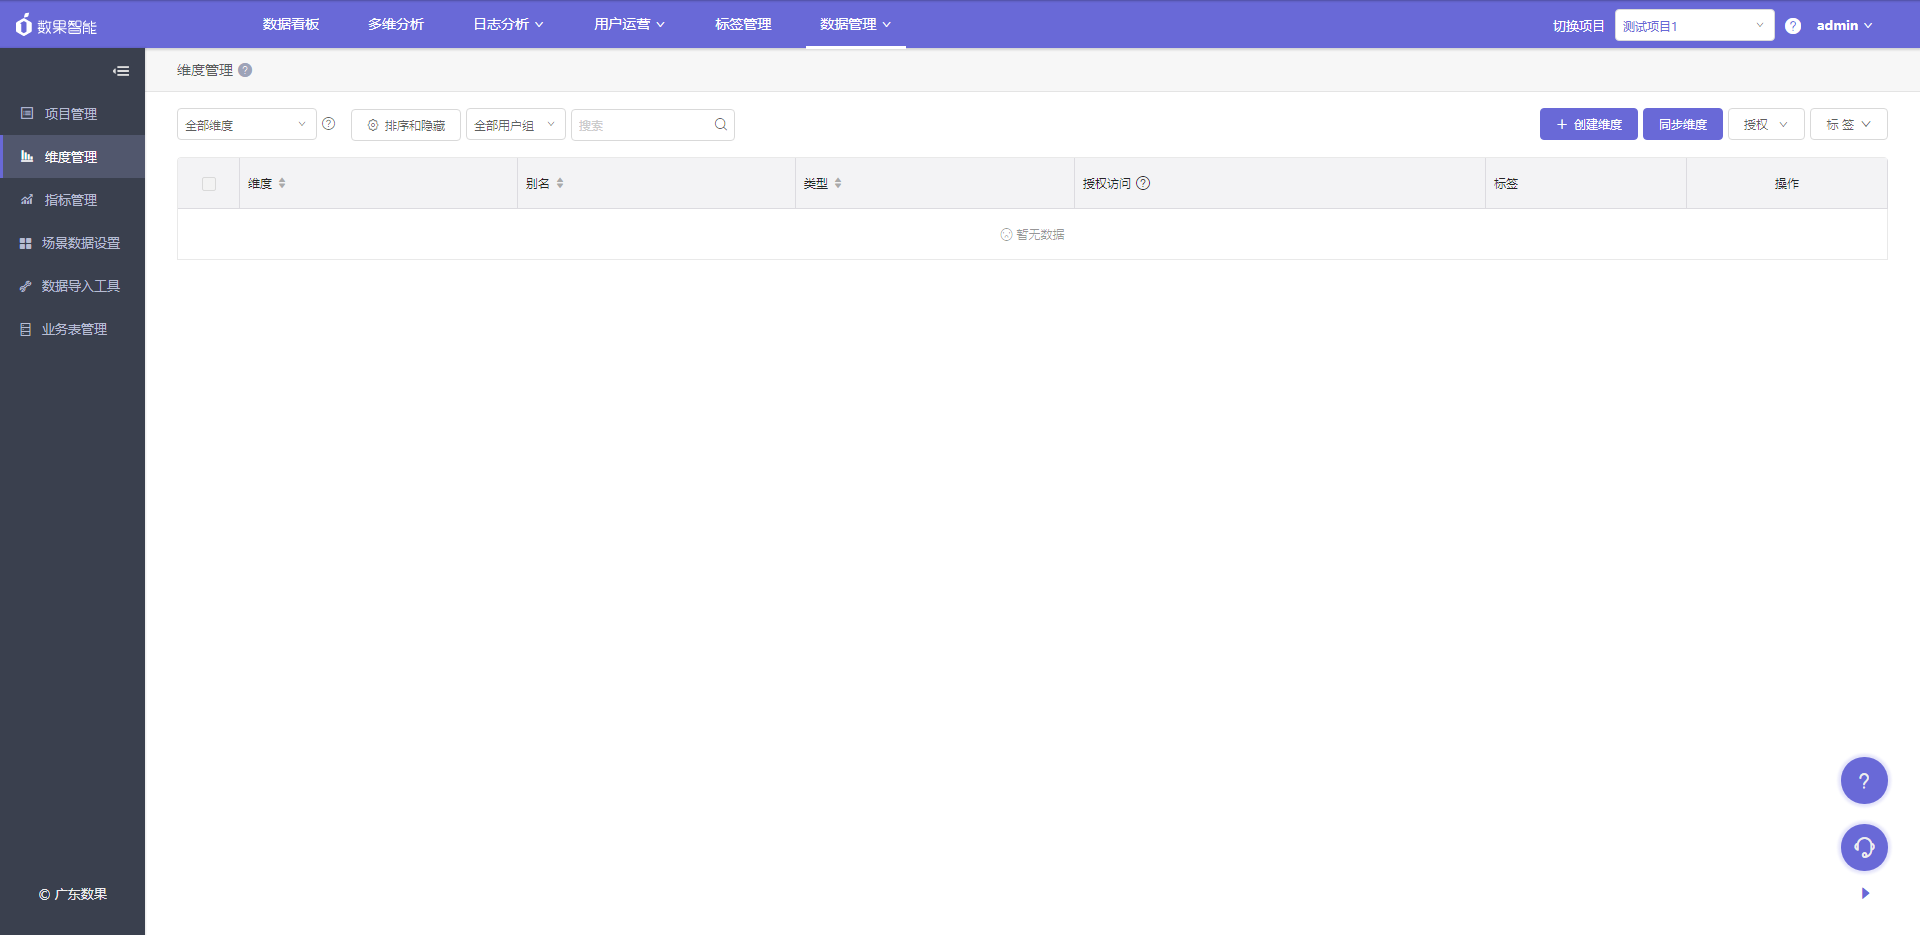 数果智能
数据看板 多维分析 日志分析 用户运营 标签管理 数据管理
切换项目 测试项目1 ? admin
项目管理
维度管理
指标管理
场景数据设置
数据导入工具
业务表管理
© 广东数果
维度管理 ?
全部维度 ? 排序和隐藏 全部用户组 搜索
+ 创建维度 同步维度 授权 标 签
维度 别名 类型 授权访问 ? 标签 操作
暂无数据
?